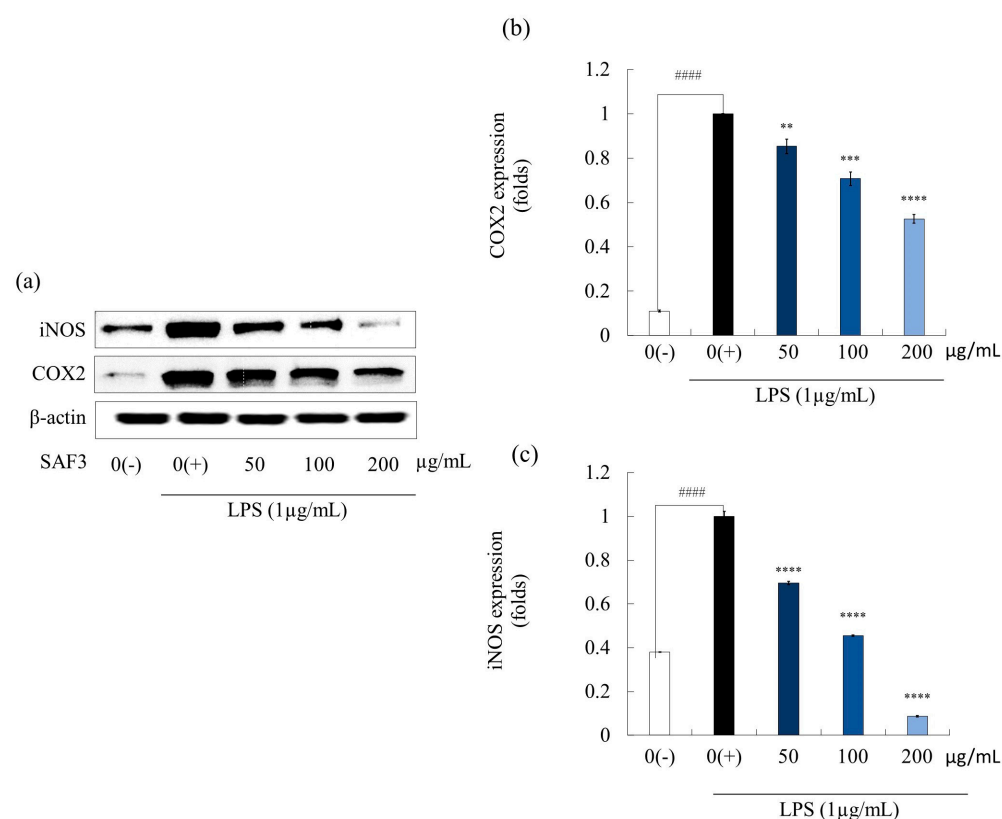 (a)
iNOS
COX2
β-actin
SAF3 0(-) 0(+) 50 100 200 µg/mL
LPS (1µg/mL)
(b)
COX2 expression
(folds)
1.2
1
0.8
0.6
0.4
0.2
0
####
**
***
****
0(-) 0(+) 50 100 200 µg/mL
LPS (1µg/mL)
(c)
iNOS expression
(folds)
1.2
1
0.8
0.6
0.4
0.2
0
####
****
****
****
0(-) 0(+) 50 100 200 µg/mL
LPS (1µg/mL)